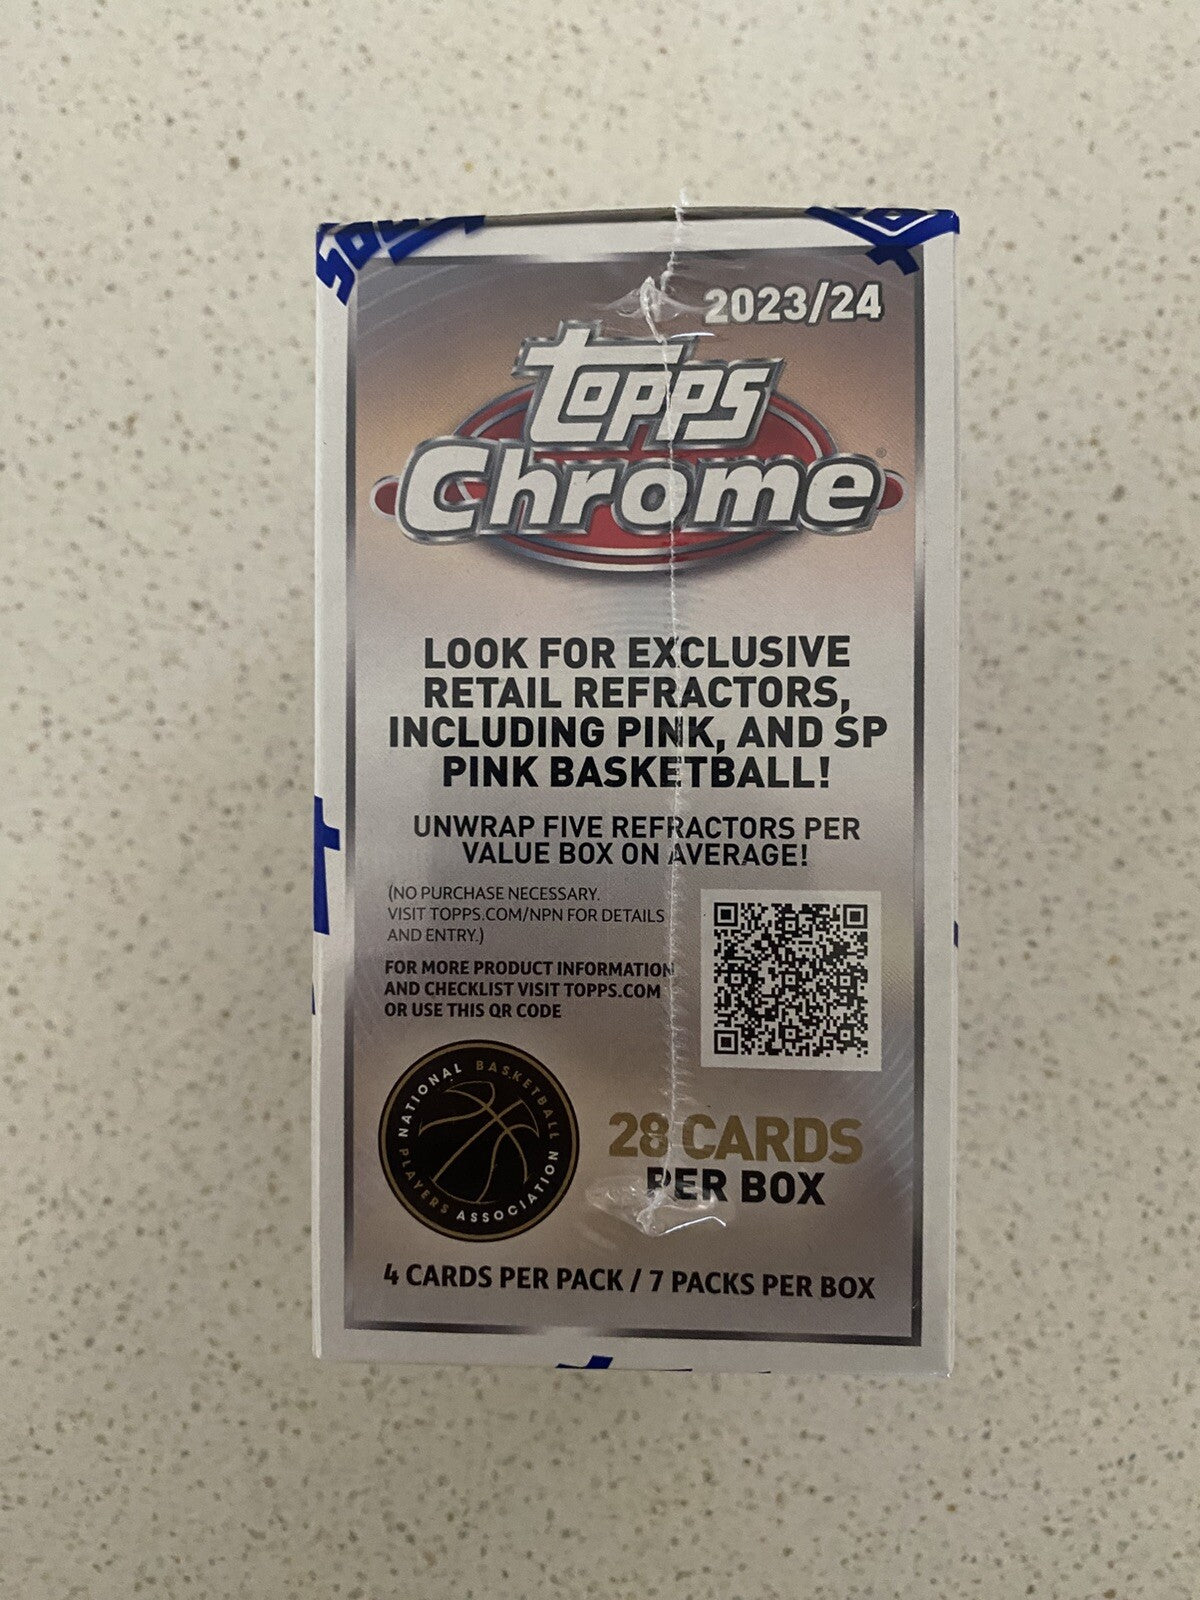 2023/24
topps
Chrome®
LOOK FOR EXCLUSIVE
RETAIL REFRACTORS,
INCLUDING PINK, AND SP
PINK BASKETBALL!
UNWRAP FIVE REFRACTORS PER
VALUE BOX ON AVERAGE!
(NO PURCHASE NECESSARY.
VISIT TOPPS.COM/NPN FOR DETAILS
AND ENTRY.)
FOR MORE PRODUCT INFORMATION
AND CHECKLIST VISIT TOPPS.COM
OR USE THIS QR CODE
NATIONAL BASKETBALL
PLAYERS ASSOCIATION
28 CARDS
PER BOX
4 CARDS PER PACK / 7 PACKS PER BOX